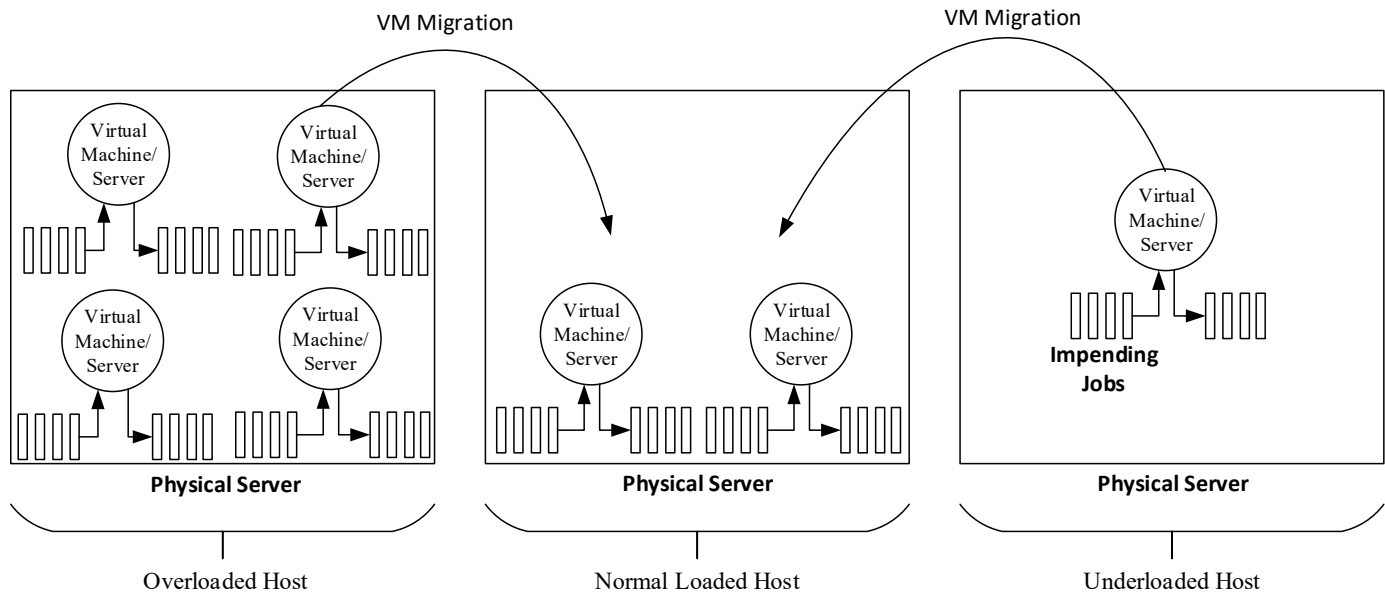 VM Migration
VM Migration
Virtual
Machine/
Server
Virtual
Machine/
Server
Virtual
Machine/
Server
Virtual
Machine/
Server
Physical Server
Overloaded Host
Virtual
Machine/
Server
Virtual
Machine/
Server
Physical Server
Normal Loaded Host
Virtual
Machine/
Server
Impending
Jobs
Physical Server
Underloaded Host